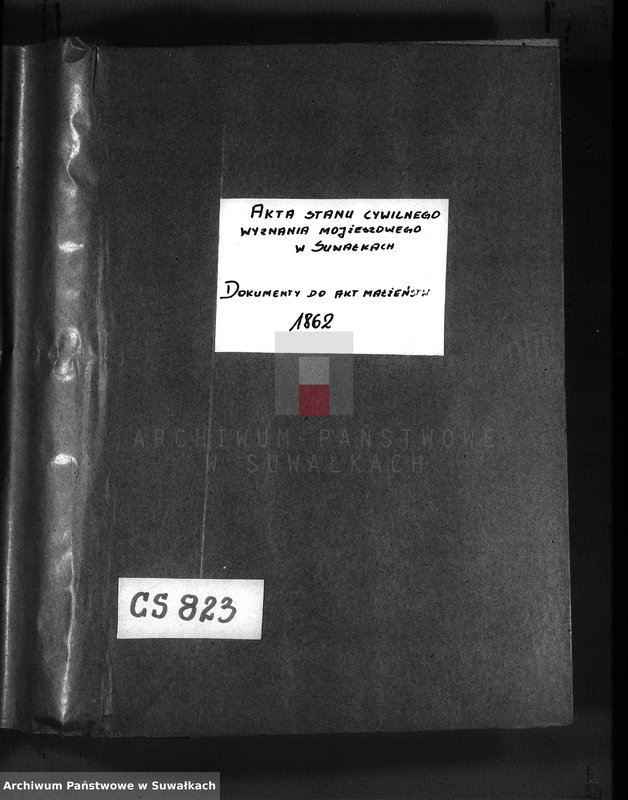 AKTA STANU CYWILNEGO
WYZNANIA MOJŻESZOWEGO
W SUWAŁKACH
DOKUMENTY DO AKT MAŁŻEŃSTW
1862
ARCHIWUM PAŃSTWOWE
W SUWAŁKACH
CS 823
Archiwum Państwowe w Suwałkach